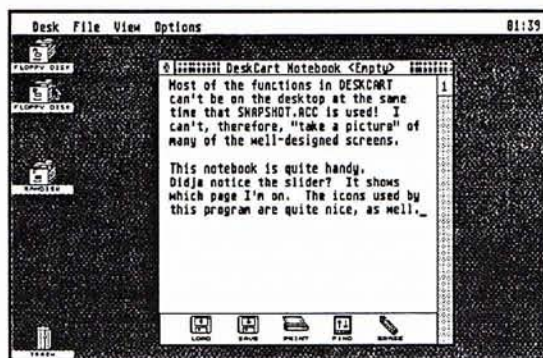 Desk File View Options 01:39
FLOPPY DISK
FLOPPY DISK
RAMDISK
TRASH
DeskCart Notebook <Empty>
1
Most of the functions in DESKCART
can't be on the desktop at the same
time that SNAPSHOT.ACC is used! I
can't, therefore, "take a picture" of
many of the well-designed screens.
This notebook is quite handy.
Didja notice the slider? It shows
which page I'm on. The icons used by
this program are quite nice, as well._
LOAD SAVE PRINT FIND ERASE